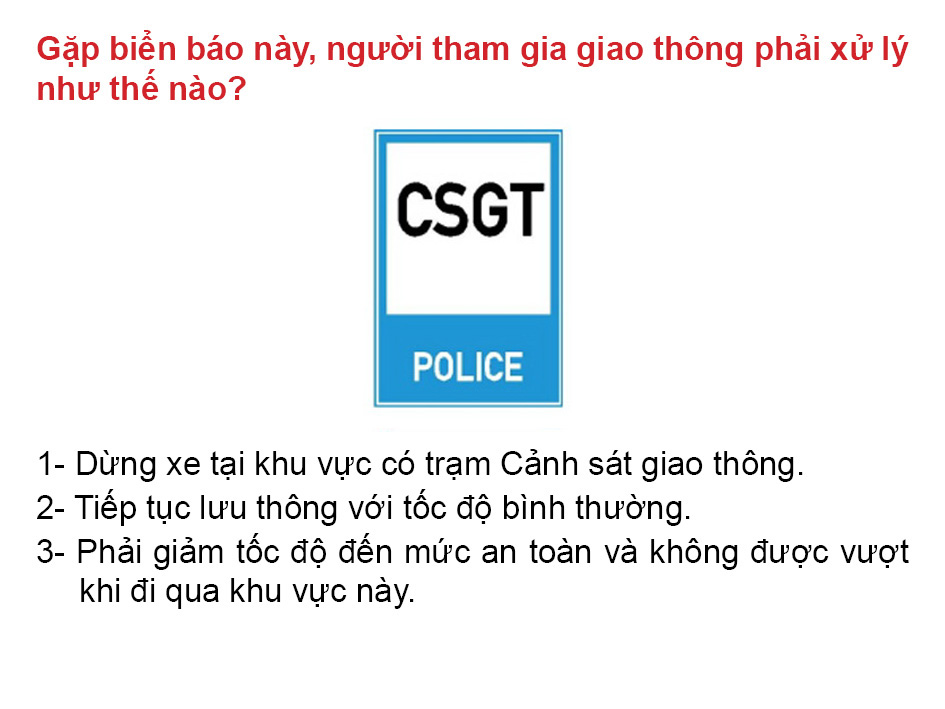 Gặp biển báo này, người tham gia giao thông phải xử lý
như thế nào?
CSGT
POLICE
1- Dừng xe tại khu vực có trạm Cảnh sát giao thông.
2- Tiếp tục lưu thông với tốc độ bình thường.
3- Phải giảm tốc độ đến mức an toàn và không được vượt
khi đi qua khu vực này.